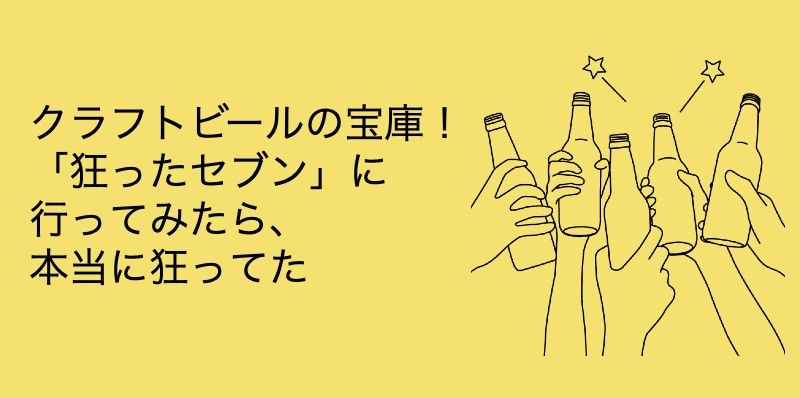 クラフトビールの宝庫！
「狂ったセブン」に
行ってみたら、
本当に狂ってた